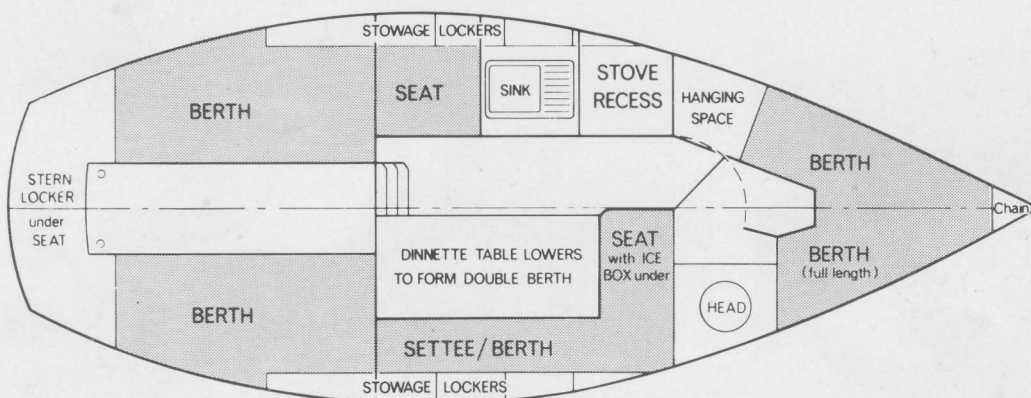 STOWAGE LOCKERS
BERTH
SEAT
SINK
STOVE
RECESS
HANGING
SPACE
BERTH
STERN
LOCKER
under
SEAT
Chain
DINNETTE TABLE LOWERS
TO FORM DOUBLE BERTH
SEAT
with ICE
BOX under
BERTH
(full length)
HEAD
BERTH
SETTEE/BERTH
STOWAGE LOCKERS